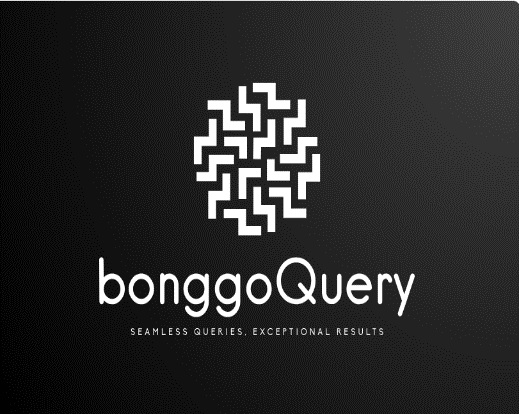 bonggoQuery
SEAMLESS QUERIES, EXCEPTIONAL RESULTS